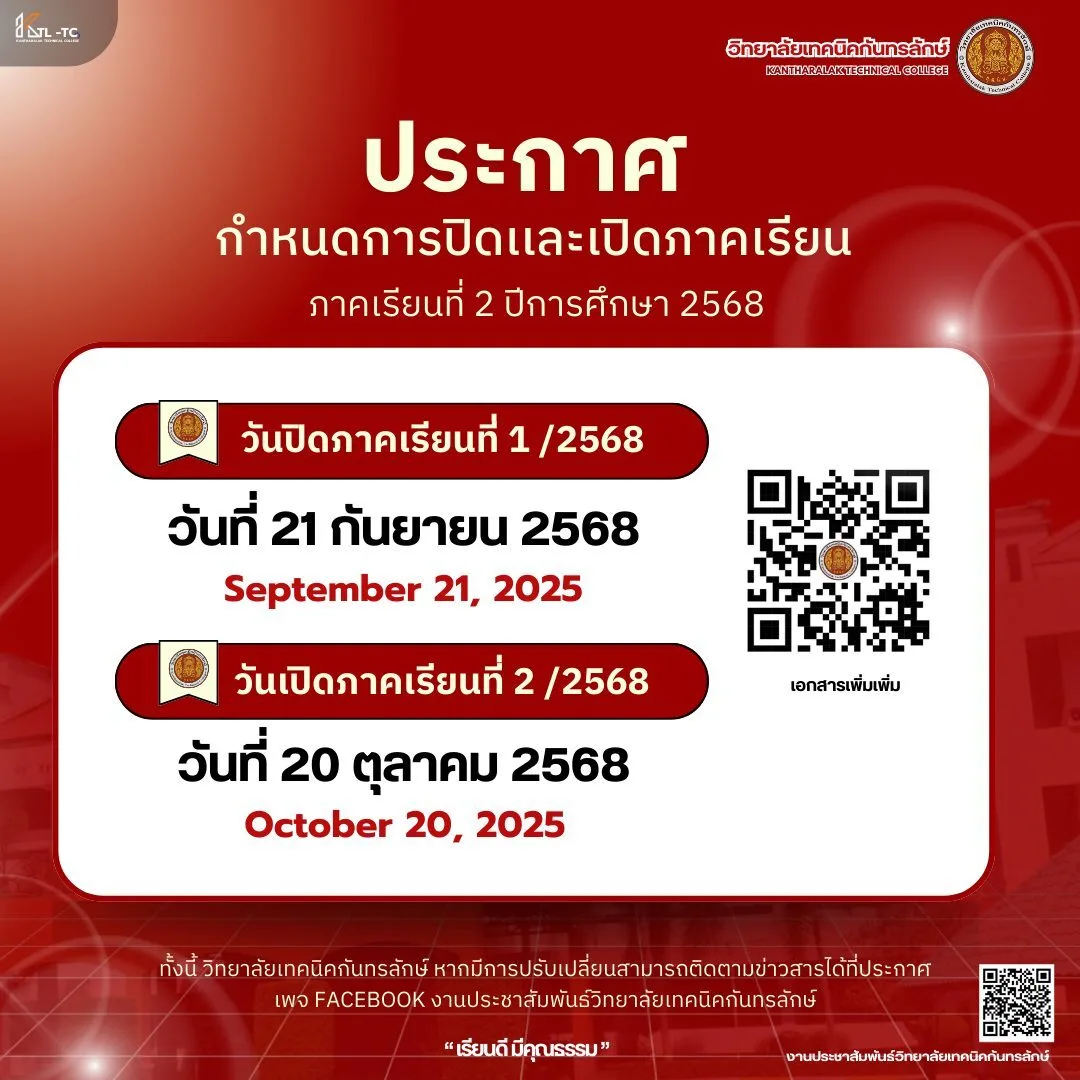 KTL -TC
KANTHARALAK TECHNICAL COLLEGE
วิทยาลัยเทคนิคกันทรลักษ์
KANTHARALAK TECHNICAL COLLEGE
ประกาศ
กำหนดการปิดและเปิดภาคเรียน
ภาคเรียนที่ 2 ปีการศึกษา 2568
วันปิดภาคเรียนที่ 1 /2568
วันที่ 21 กันยายน 2568
September 21, 2025
วันเปิดภาคเรียนที่ 2 /2568
วันที่ 20 ตุลาคม 2568
October 20, 2025
เอกสารเพิ่มเพิ่ม
ทั้งนี้ วิทยาลัยเทคนิคกันทรลักษ์ หากมีการปรับเปลี่ยนสามารถติดตามข่าวสารได้ที่ประกาศ
เพจ FACEBOOK งานประชาสัมพันธ์วิทยาลัยเทคนิคกันทรลักษ์
“ เรียนดี มีคุณธรรม ”
งานประชาสัมพันธ์วิทยาลัยเทคนิคกันทรลักษ์